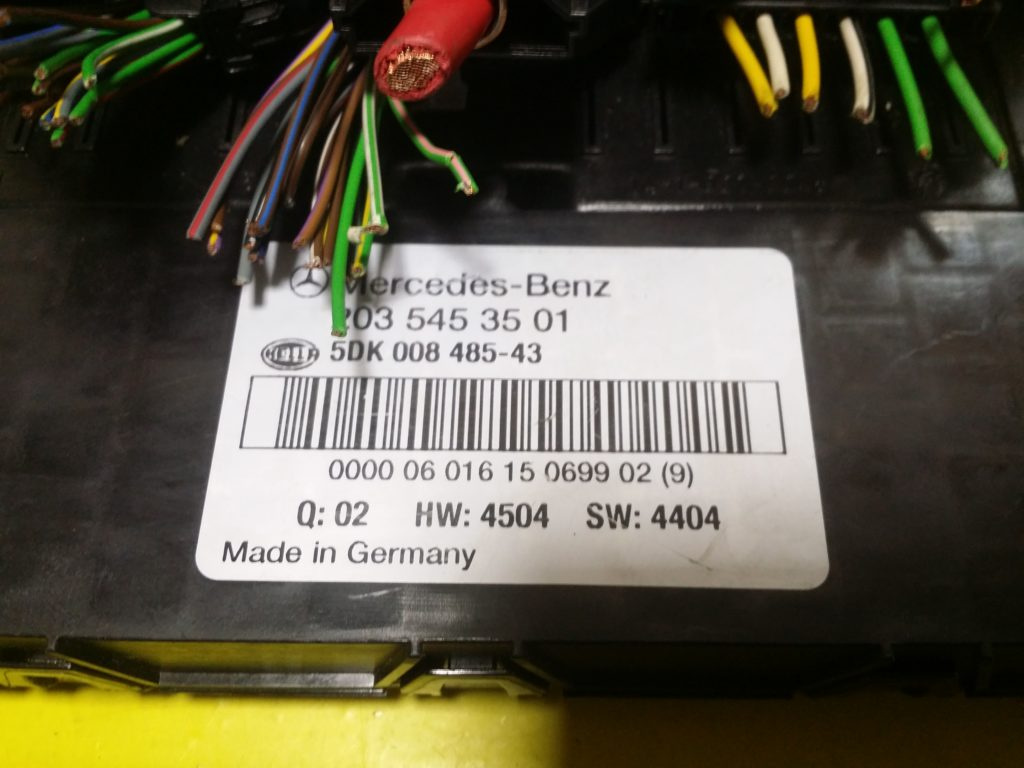 Mercedes-Benz
203 545 35 01
HELLA 5DK 008 485-43
0000 06 016 15 0699 02 (9)
Q: 02 HW: 4504 SW: 4404
Made in Germany